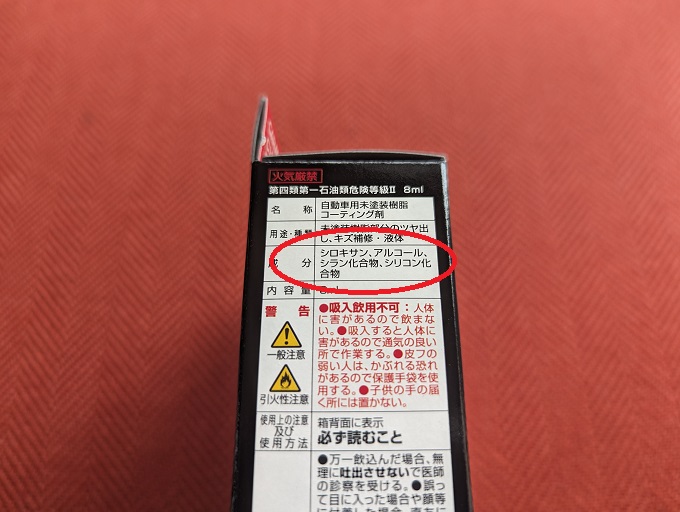 火気厳禁
第四類第一石油類危険等級Ⅱ 8ml
名称 自動車用未塗装樹脂
コーティング剤
用途・種類 未塗装樹脂部分のツヤ出
し、キズ補修・液体
成分 シロキサン、アルコール、
シラン化合物、シリコン化
合物
内容量 8ml
警告
一般注意
引火性注意
●吸入飲用不可：人体
に害があるので飲まな
い。●吸入すると人体に
害があるので通気の良い
所で作業する。●皮フの
弱い人は、かぶれる恐れ
があるので保護手袋を使
用する。●子供の手の届
く所には置かない。
使用上の注意
及び
使用方法
箱背面に表示
必ず読むこと
●万一飲込んだ場合、無
理に吐出させないで医師
の診察を受ける。●誤っ
て目に入った場合や顔等